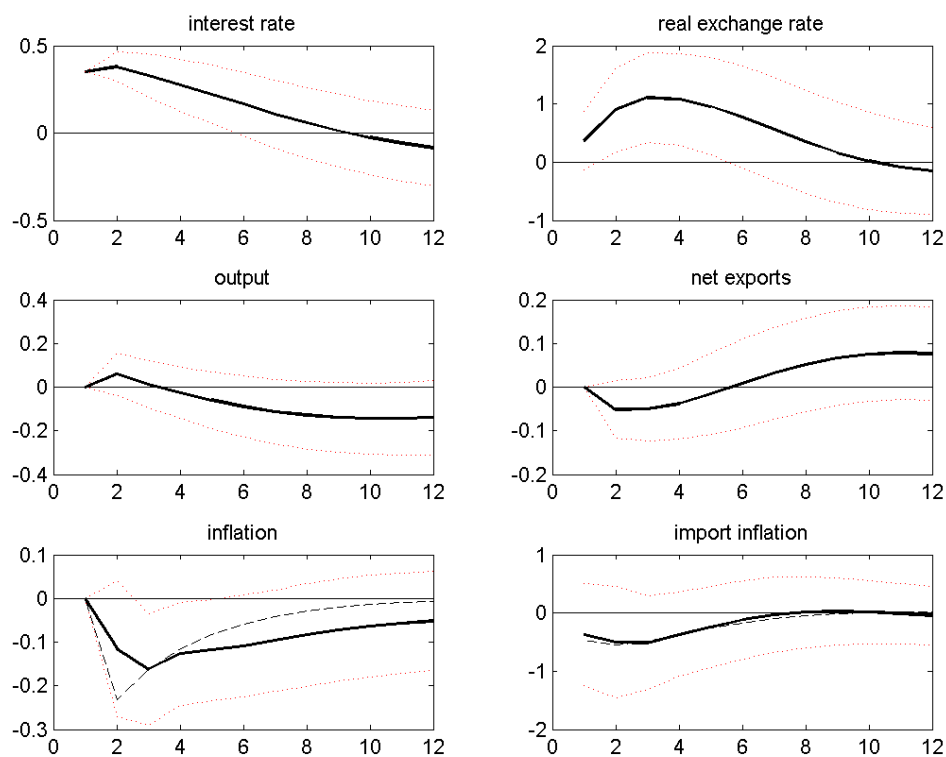 interest rate
0.5
0
-0.5
0 2 4 6 8 10 12
real exchange rate
2
1
0
-1
0 2 4 6 8 10 12
output
0.4
0.2
0
-0.2
-0.4
0 2 4 6 8 10 12
net exports
0.2
0.1
0
-0.1
-0.2
0 2 4 6 8 10 12
inflation
0.1
0
-0.1
-0.2
-0.3
0 2 4 6 8 10 12
import inflation
1
0
-1
-2
0 2 4 6 8 10 12